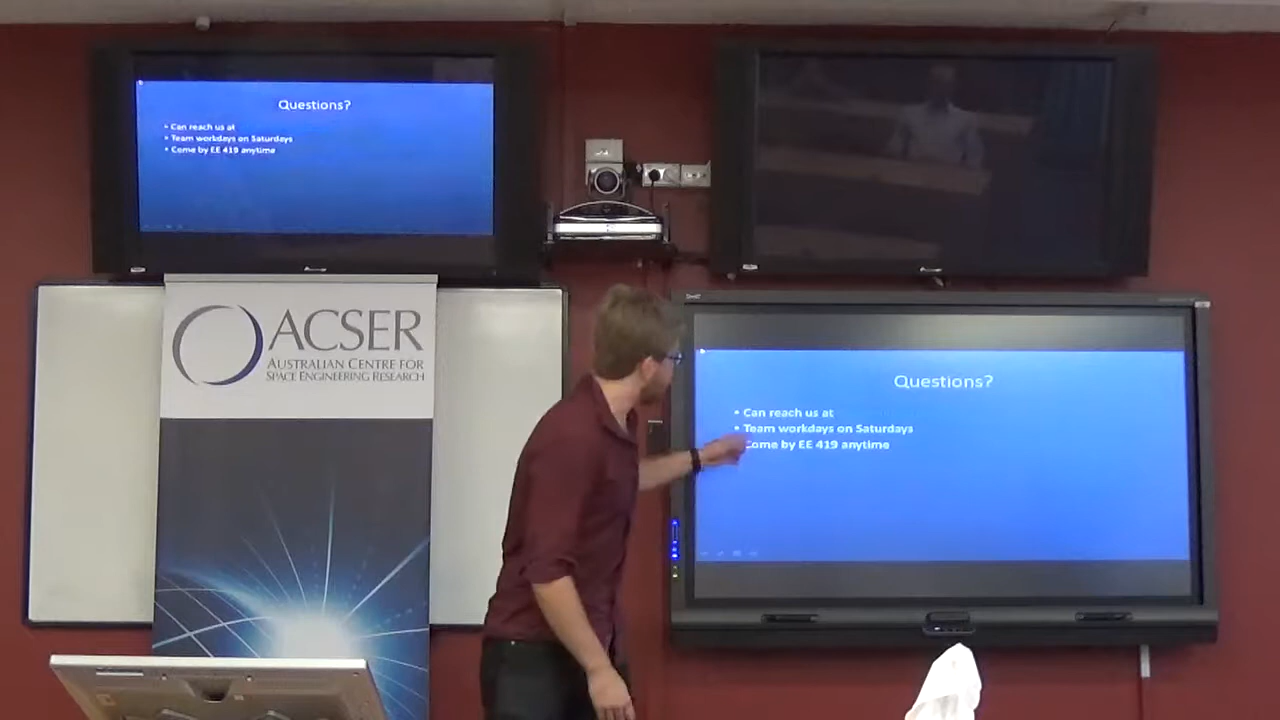 Questions?
• Can reach us at
• Team workdays on Saturdays
• Come by EE 419 anytime
ACSER
AUSTRALIAN CENTRE FOR
SPACE ENGINEERING RESEARCH
Questions?
• Can reach us at
• Team workdays on Saturdays
Come by EE 419 anytime